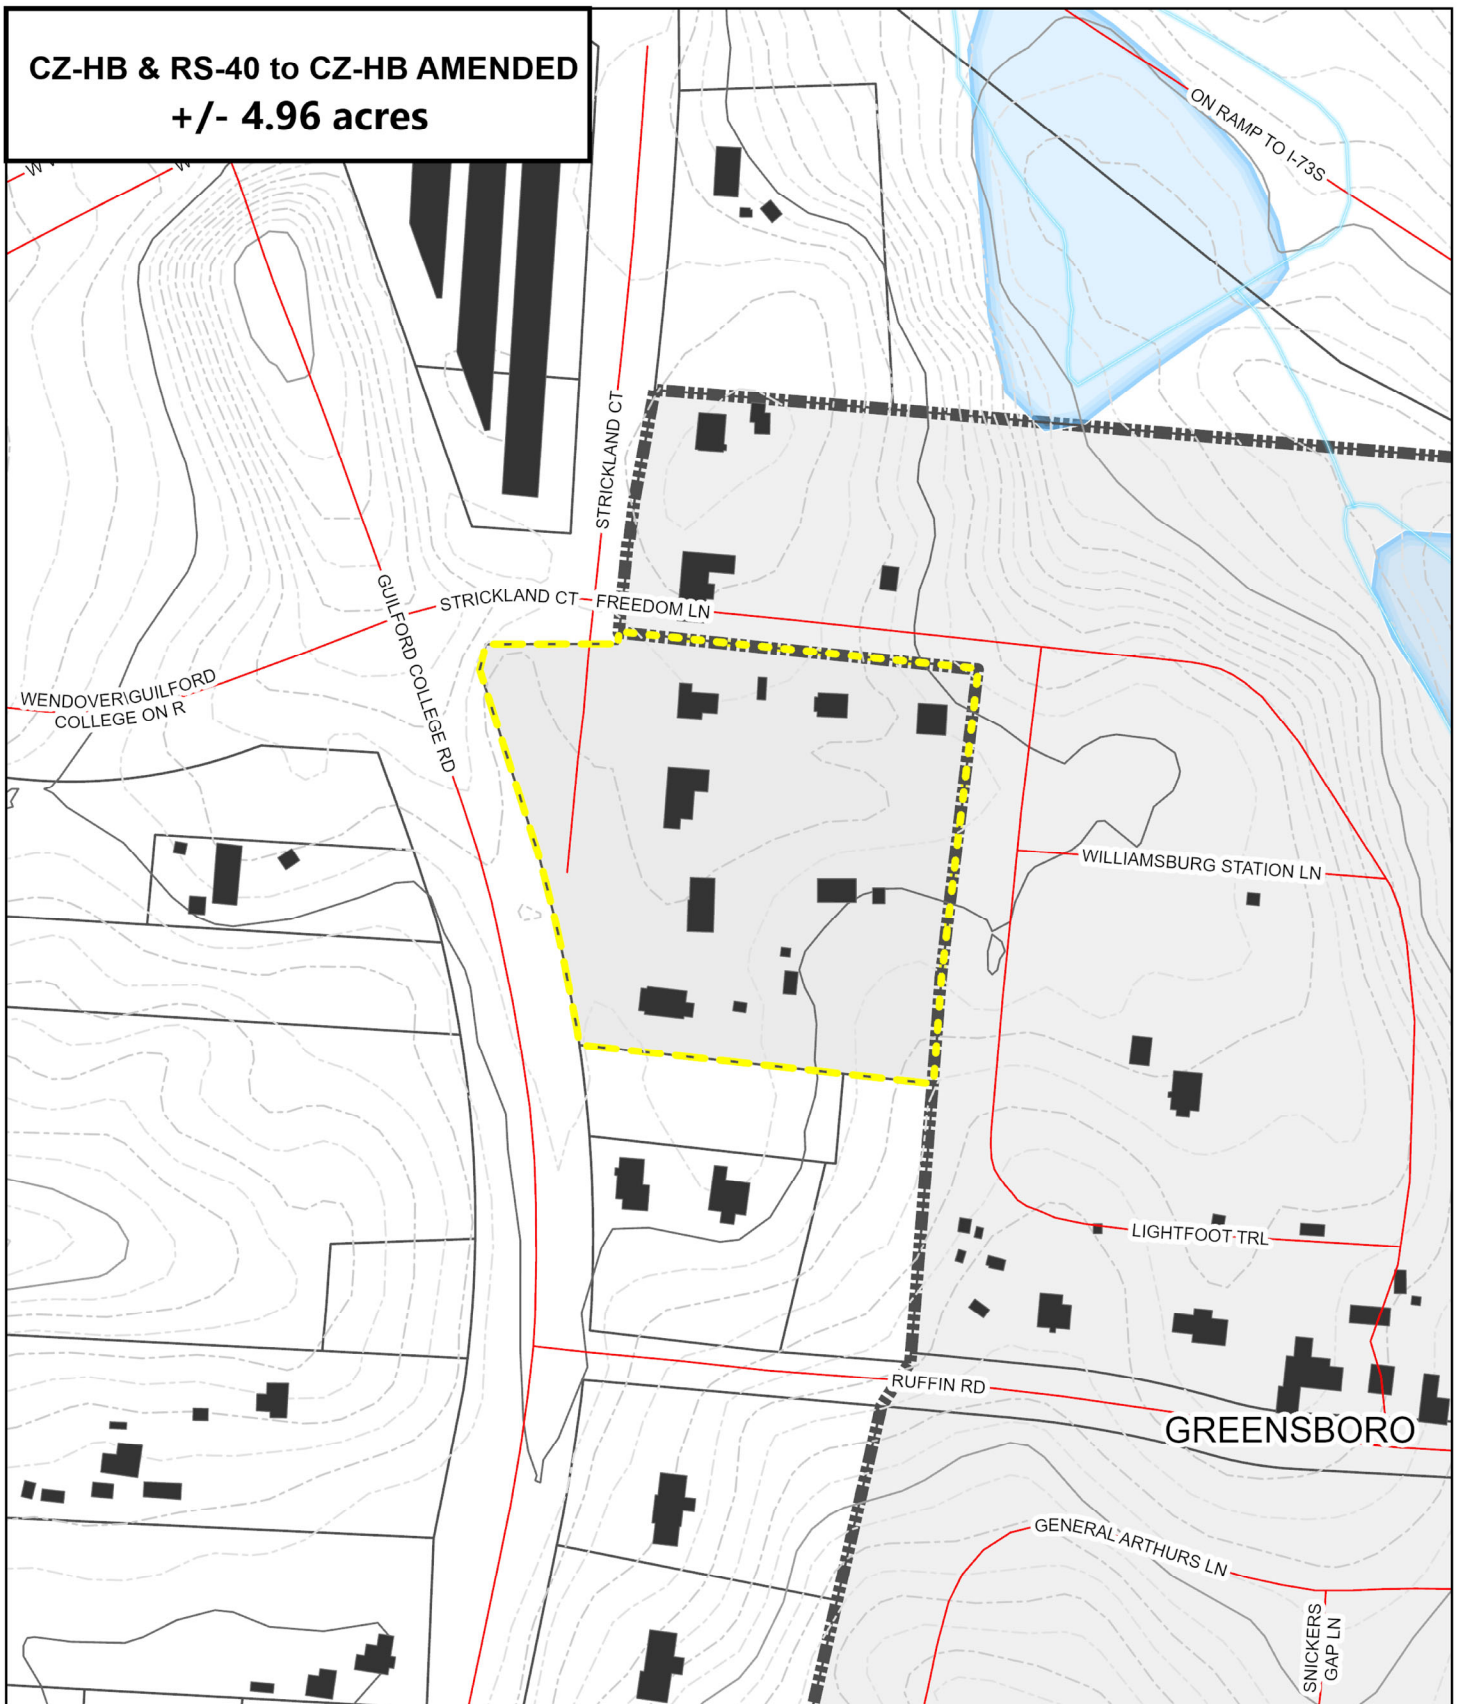 CZ-HB & RS-40 to CZ-HB AMENDED
+/- 4.96 acres
ON RAMP TO I-73S
STRICKLAND CT
STRICKLAND CT
FREEDOM LN
GUILFORD COLLEGE RD
WENDOVER\GUILFORD
COLLEGE ON R
WILLIAMSBURG STATION LN
LIGHTFOOT TRL
RUFFIN RD
GREENSBORO
GENERAL ARTHURS LN
SNICKERS
GAP LN